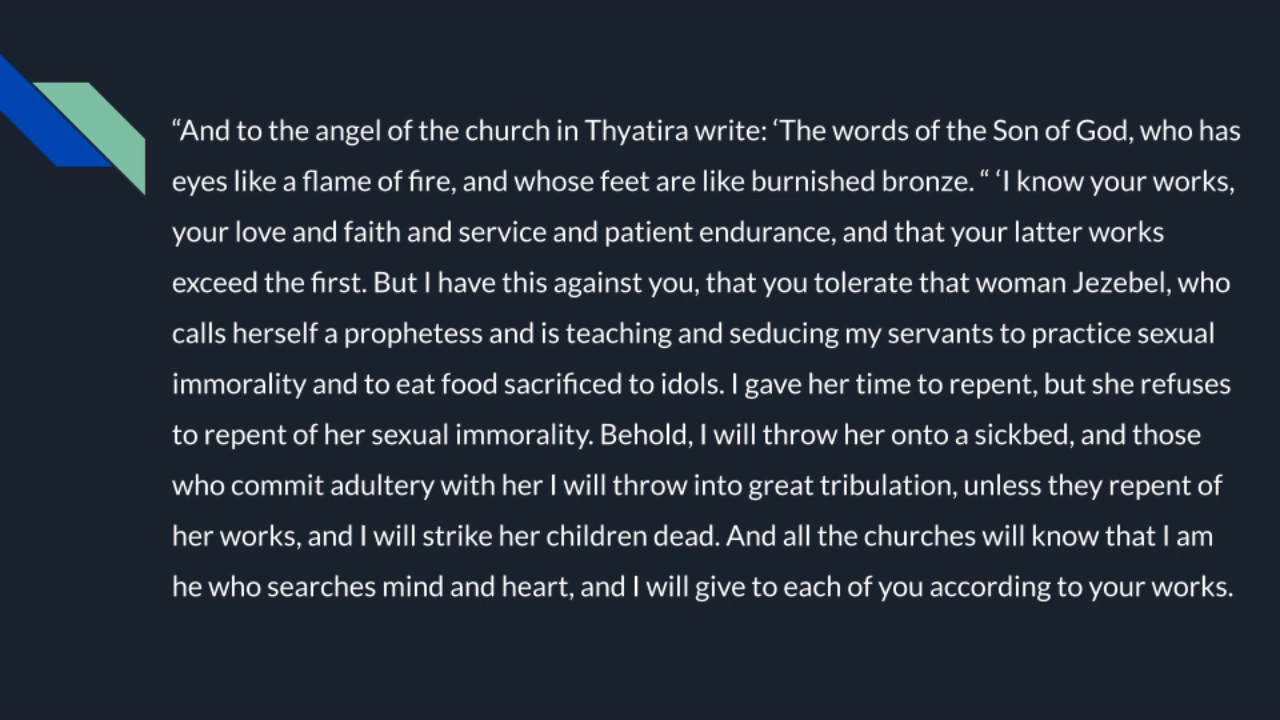 “And to the angel of the church in Thyatira write: ‘The words of the Son of God, who has
eyes like a flame of fire, and whose feet are like burnished bronze. “ ‘I know your works,
your love and faith and service and patient endurance, and that your latter works
exceed the first. But I have this against you, that you tolerate that woman Jezebel, who
calls herself a prophetess and is teaching and seducing my servants to practice sexual
immorality and to eat food sacrificed to idols. I gave her time to repent, but she refuses
to repent of her sexual immorality. Behold, I will throw her onto a sickbed, and those
who commit adultery with her I will throw into great tribulation, unless they repent of
her works, and I will strike her children dead. And all the churches will know that I am
he who searches mind and heart, and I will give to each of you according to your works.